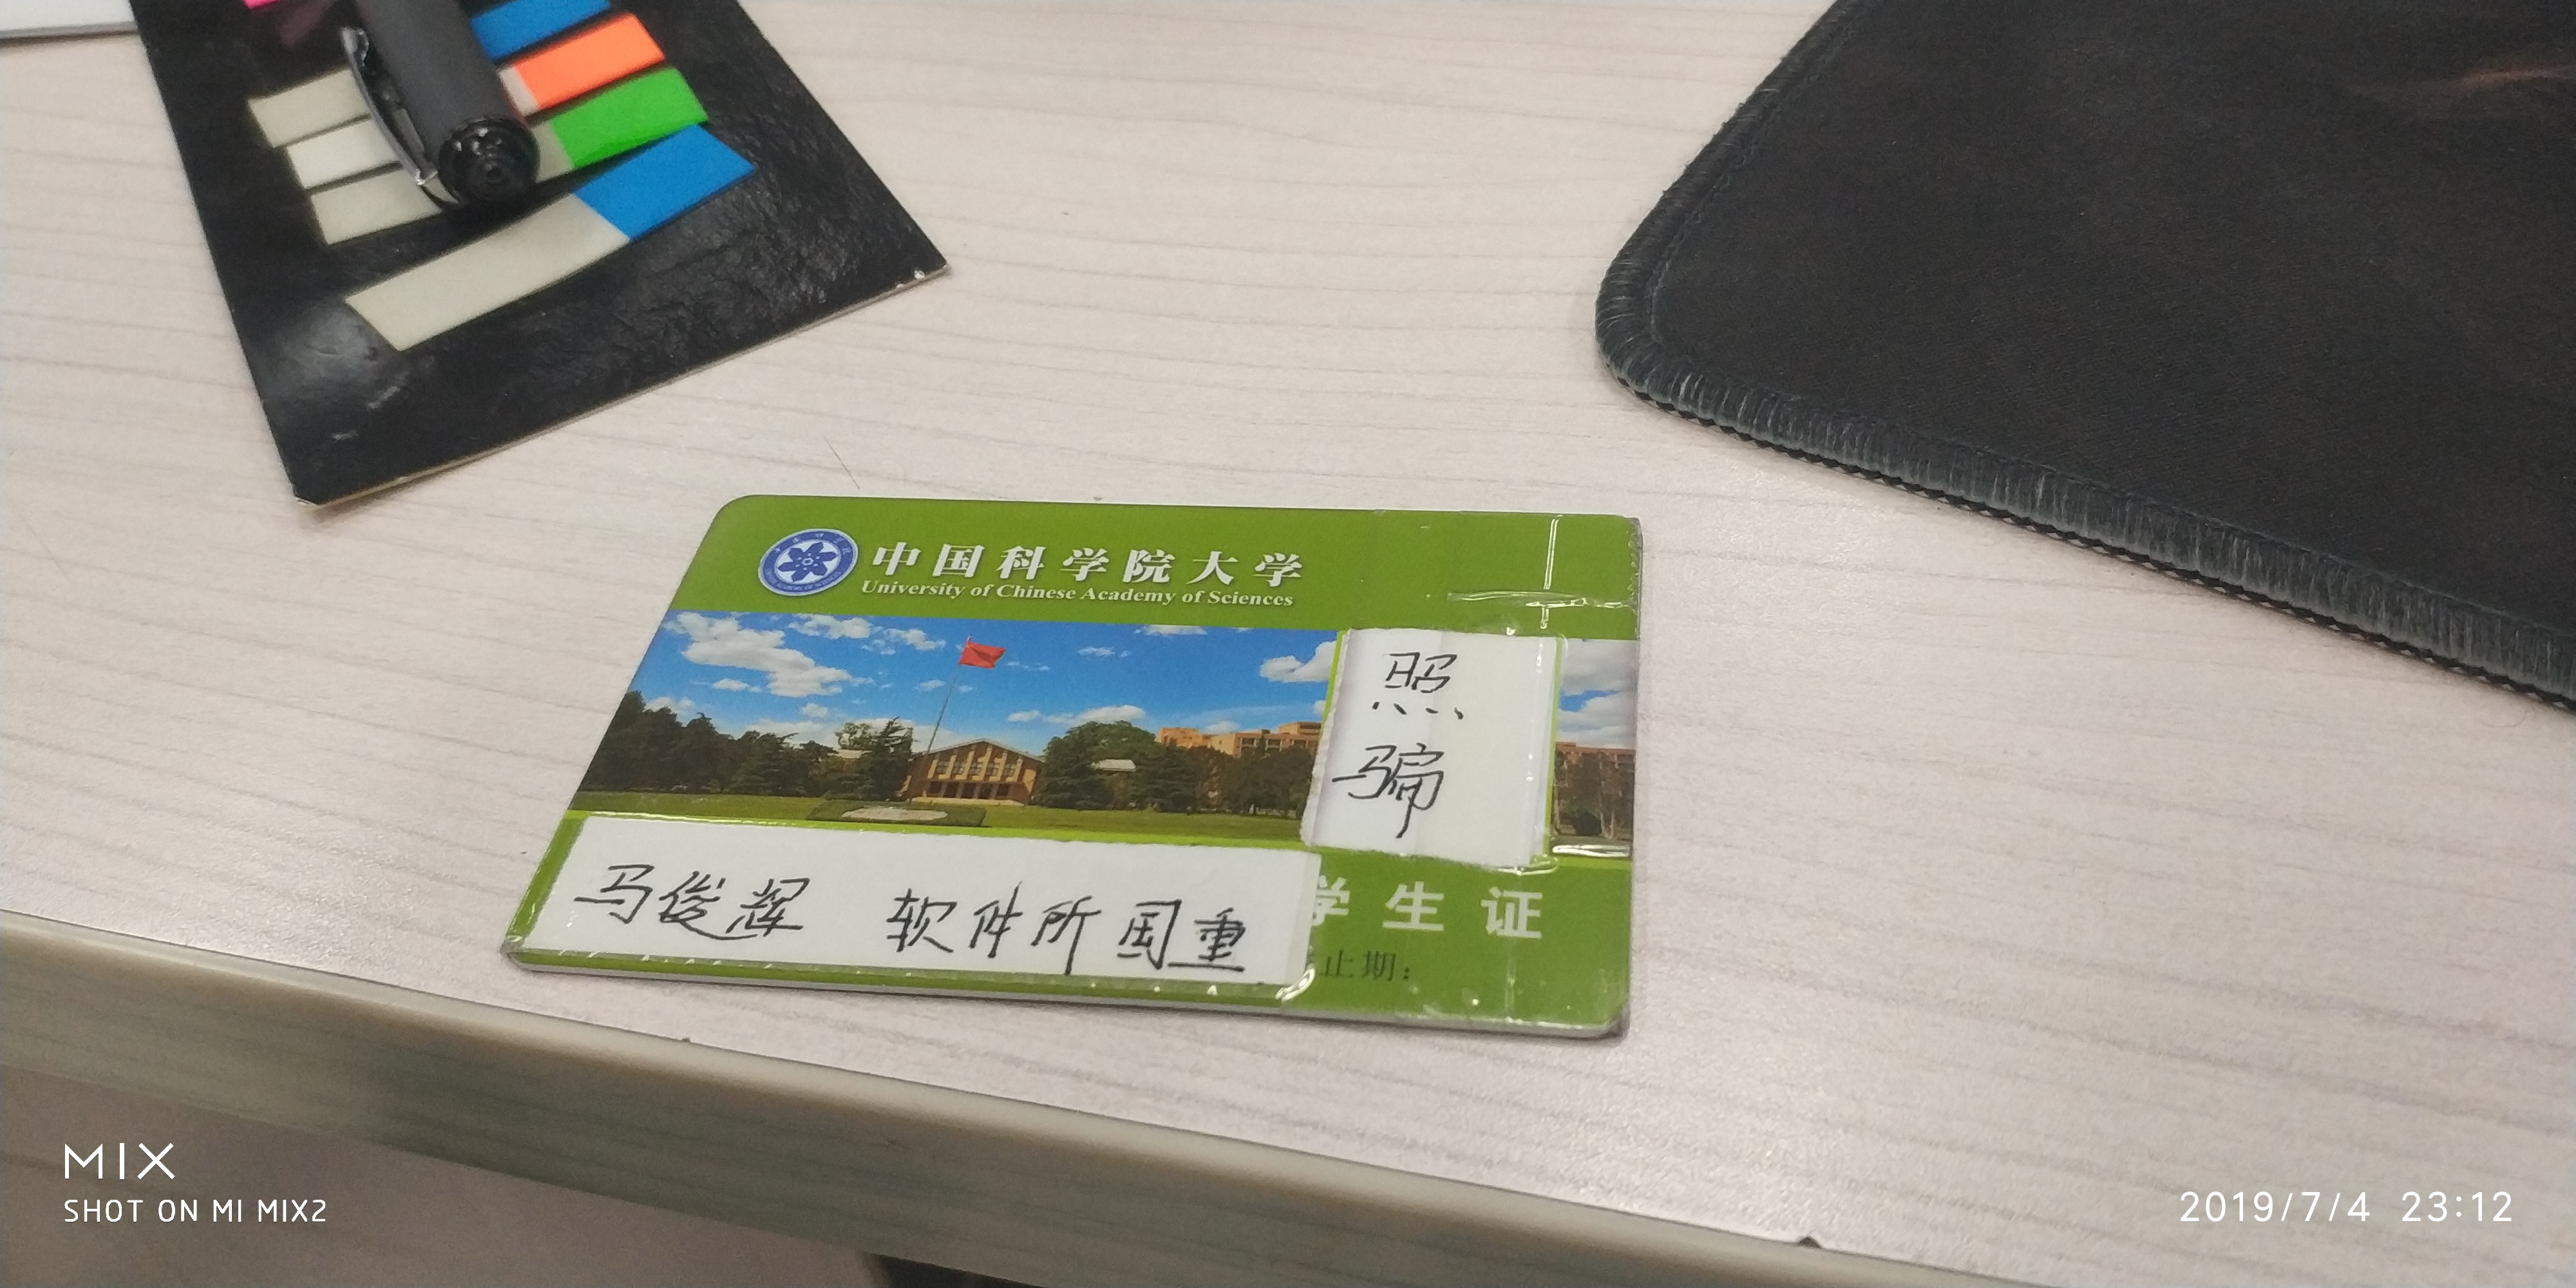 中国科学院大学
University of Chinese Academy of Sciences
照
骗
马俊辉 软件所国重
学生证
止期：
MIX
SHOT ON MI MIX2
2019/7/4 23:12